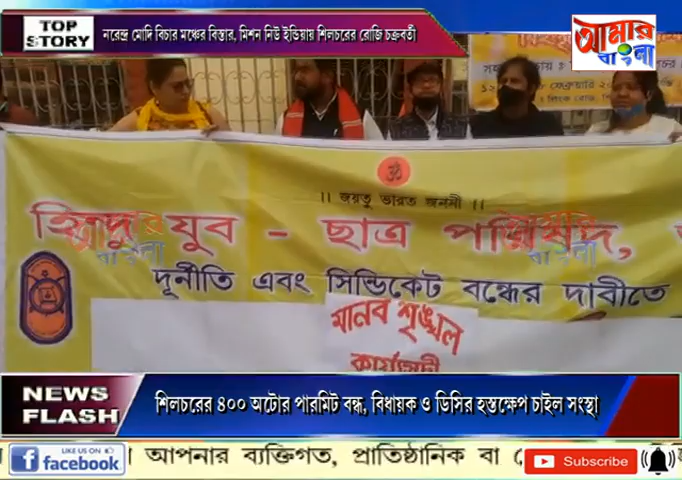 TOP STORY
নরেন্দ্র মোদি বিচার মঞ্চের বিস্তার, মিশন নিউ ইন্ডিয়ায় শিলচরের রোজি চক্রবর্তী
আমার
বাংলা
ॐ
।। জয়তু ভারত জননী ।।
হিন্দু যুব - ছাত্র পরিষদ,
দূর্নীতি এবং সিন্ডিকেট বন্ধের দাবীতে
মানব শৃঙ্খল
NEWS FLASH
শিলচরের ৪০০ অটোর পারমিট বন্ধ, বিধায়ক ও ডিসির হস্তক্ষেপ চাইল সংস্থা
LIKE US ON
facebook
আপনার ব্যক্তিগত, প্রাতিষ্ঠানিক বা
Subscribe